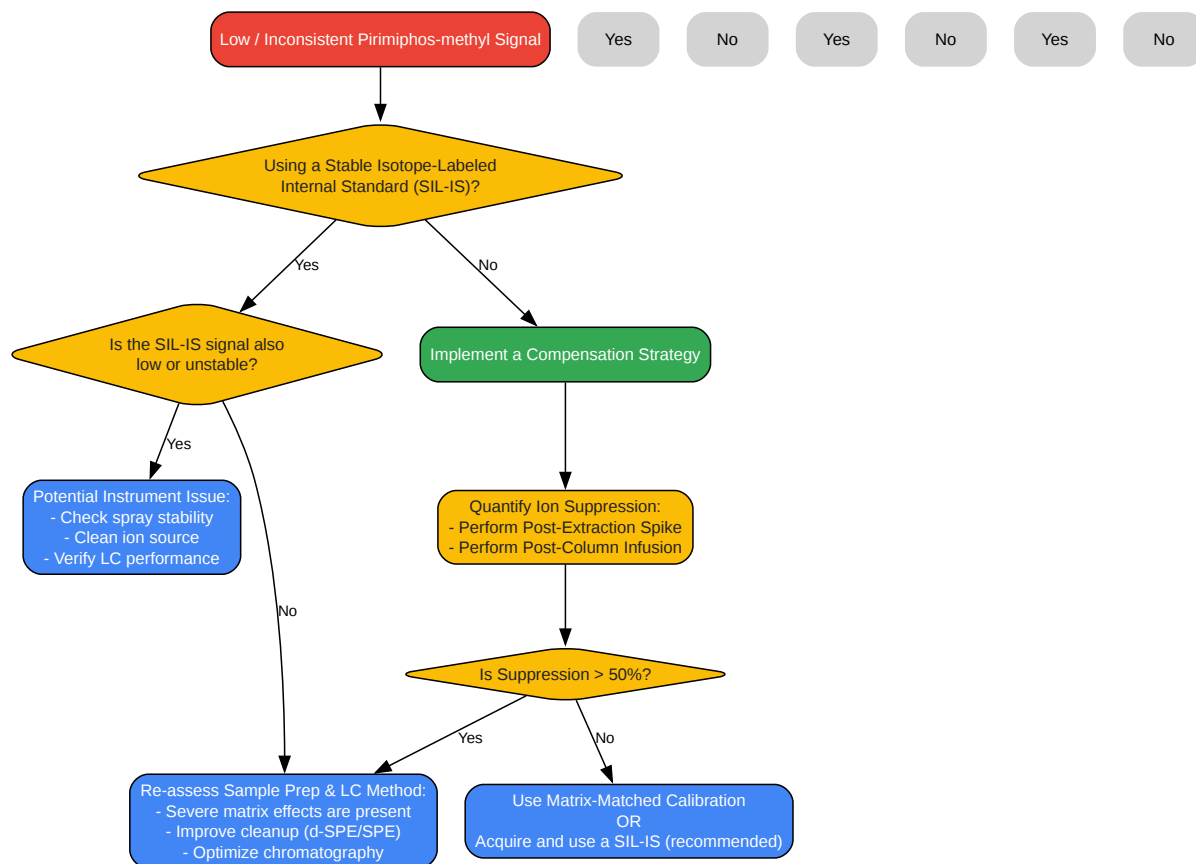 Low / Inconsistent Pirimiphos-methyl Signal
Yes
No
Yes
No
Yes
No
Using a Stable Isotope-Labeled
Internal Standard (SIL-IS)?
Yes
No
Is the SIL-IS signal also
low or unstable?
Implement a Compensation Strategy
Yes
Potential Instrument Issue:
- Check spray stability
- Clean ion source
- Verify LC performance
Quantify Ion Suppression:
- Perform Post-Extraction Spike
- Perform Post-Column Infusion
No
Is Suppression > 50%?
Yes
No
Re-assess Sample Prep & LC Method:
- Severe matrix effects are present
- Improve cleanup (d-SPE/SPE)
- Optimize chromatography
Use Matrix-Matched Calibration
OR
Acquire and use a SIL-IS (recommended)